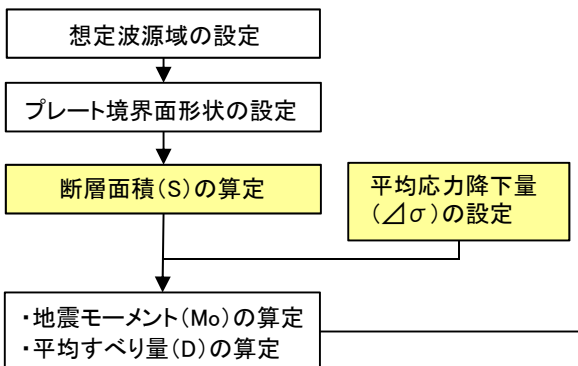 想定波源域の設定
プレート境界面形状の設定
断層面積(S)の算定
平均応力降下量
(⊿σ)の設定
・地震モーメント(Mo)の算定
・平均すべり量(D)の算定